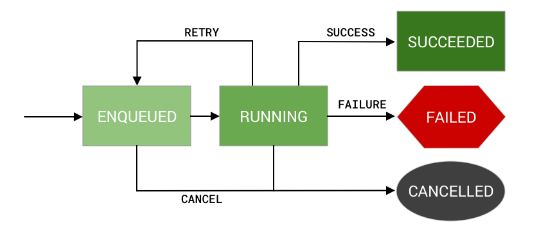 RETRY
SUCCESS
SUCCEEDED
ENQUEUED
RUNNING
FAILURE
FAILED
CANCEL
CANCELLED